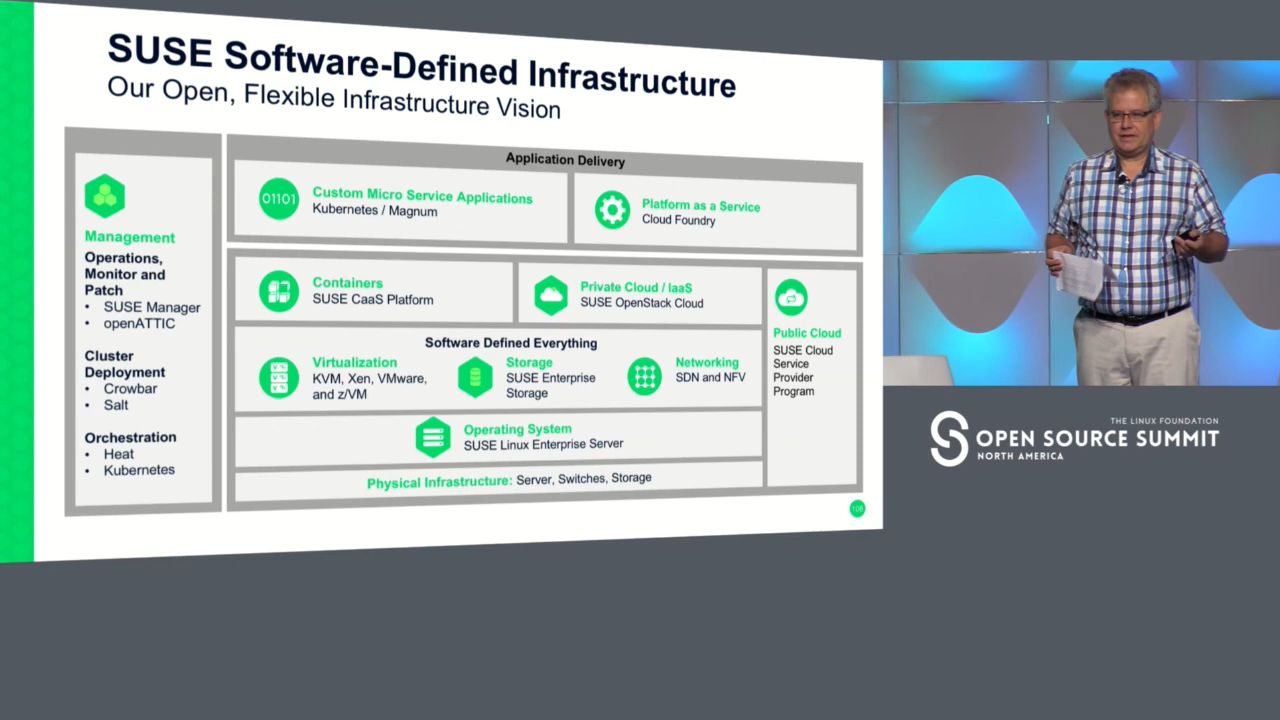 SUSE Software-Defined Infrastructure
Our Open, Flexible Infrastructure Vision
Management
Operations,
Monitor and
Patch
• SUSE Manager
• openATTIC
Cluster
Deployment
• Crowbar
• Salt
Orchestration
• Heat
• Kubernetes
Application Delivery
01101
Custom Micro Service Applications
Kubernetes / Magnum
Platform as a Service
Cloud Foundry
Containers
SUSE CaaS Platform
Private Cloud / IaaS
SUSE OpenStack Cloud
Public Cloud
SUSE Cloud
Service
Provider
Program
Software Defined Everything
Virtualization
KVM, Xen, VMware,
and z/VM
Storage
SUSE Enterprise
Storage
Networking
SDN and NFV
Operating System
SUSE Linux Enterprise Server
Physical Infrastructure: Server, Switches, Storage
108
THE LINUX FOUNDATION
OPEN SOURCE SUMMIT
NORTH AMERICA